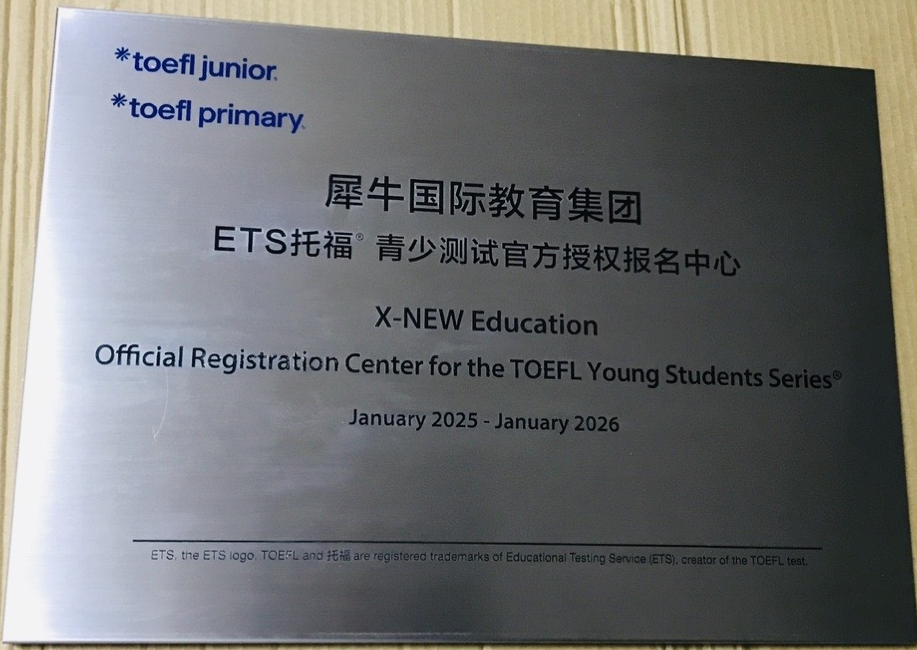 *toefl junior.
*toefl primary.
犀牛国际教育集团
ETS托福® 青少测试官方授权报名中心
X-NEW Education
Official Registration Center for the TOEFL Young Students Series®
January 2025 - January 2026
ETS, the ETS logo, TOEFL and 托福 are registered trademarks of Educational Testing Service (ETS), creator of the TOEFL test.